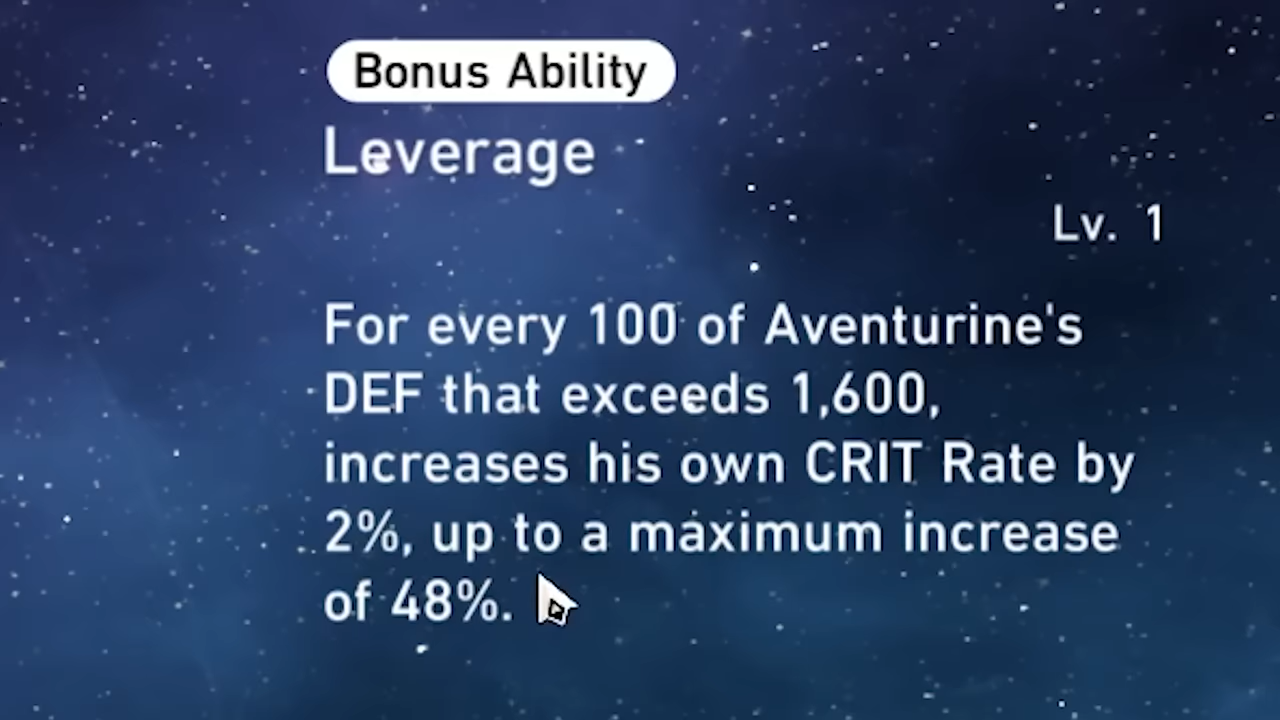 Bonus Ability
Leverage
Lv. 1
For every 100 of Aventurine's
DEF that exceeds 1,600,
increases his own CRIT Rate by
2%, up to a maximum increase
of 48%.